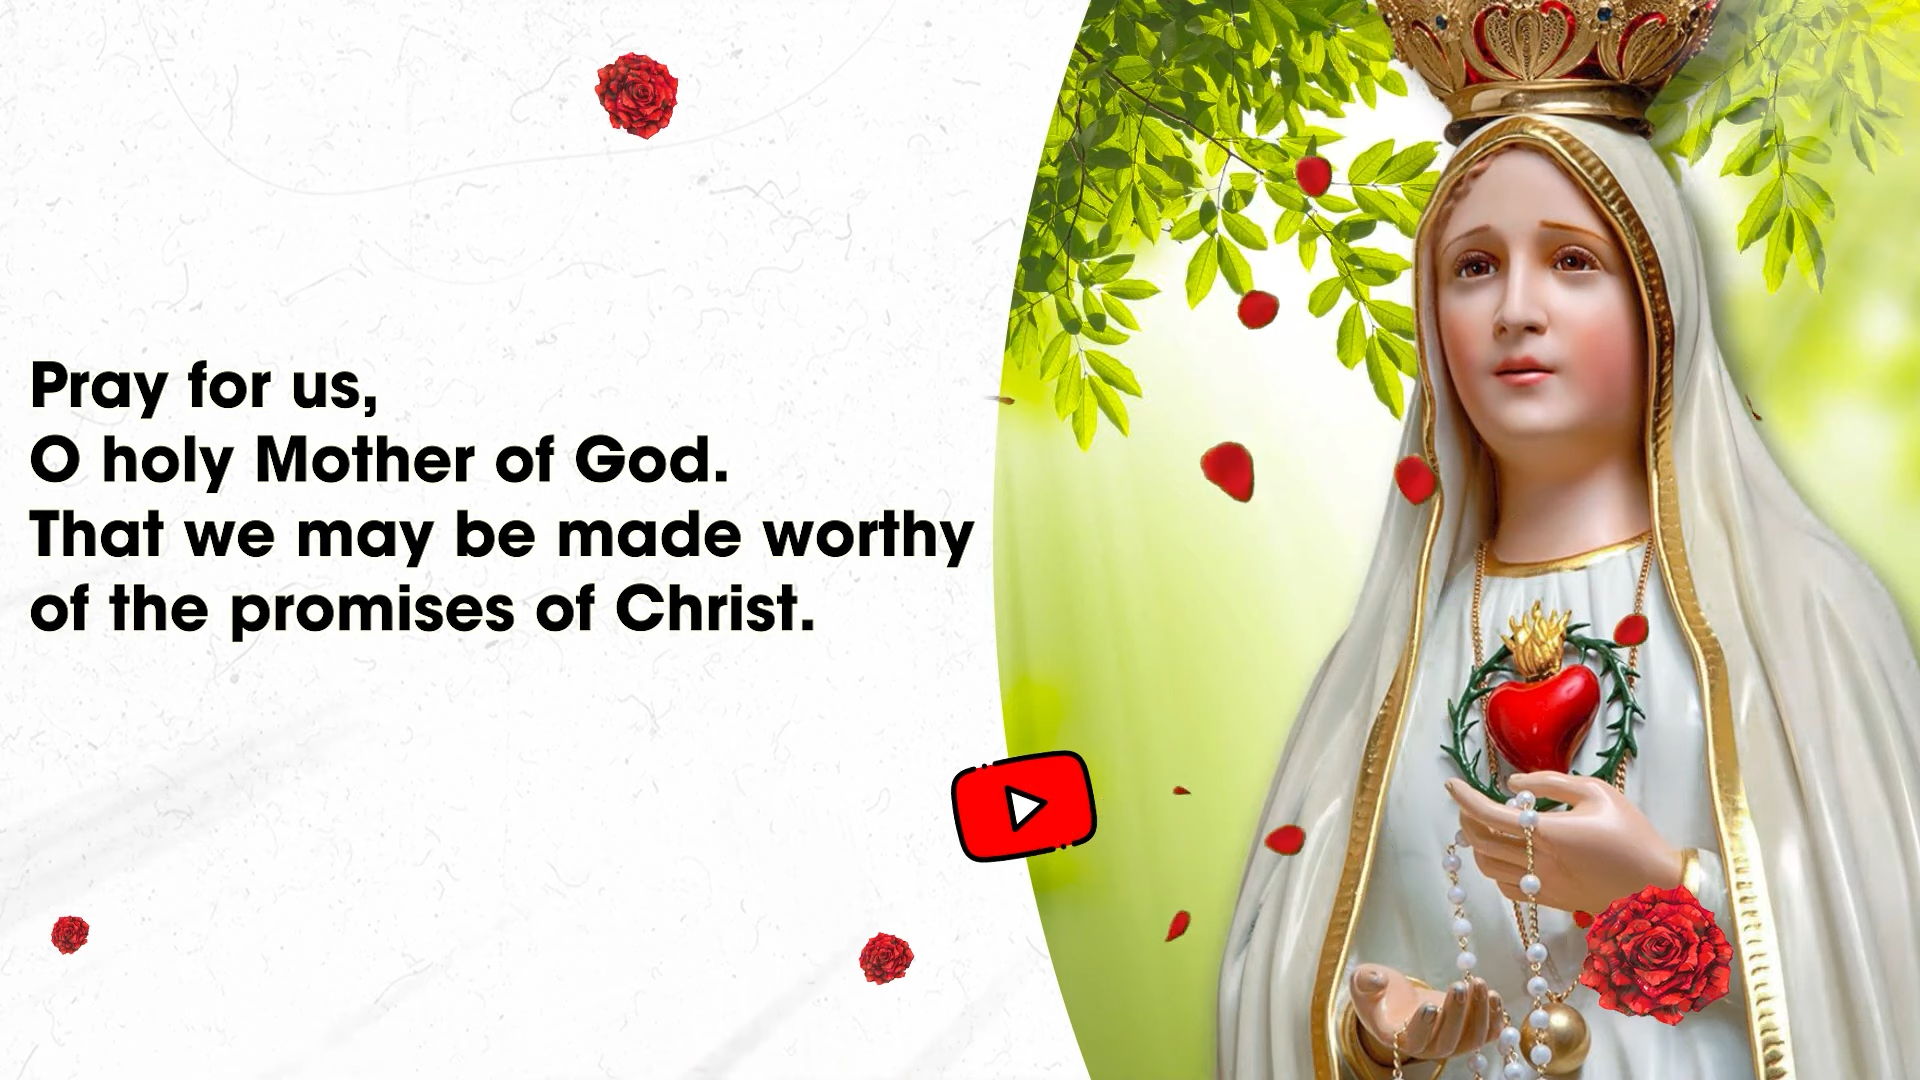 Pray for us,
O holy Mother of God.
That we may be made worthy
of the promises of Christ.